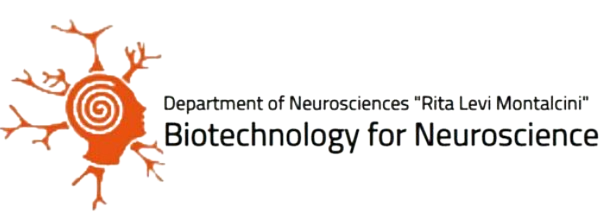 Department of Neurosciences "Rita Levi Montalcini"
Biotechnology for Neuroscience